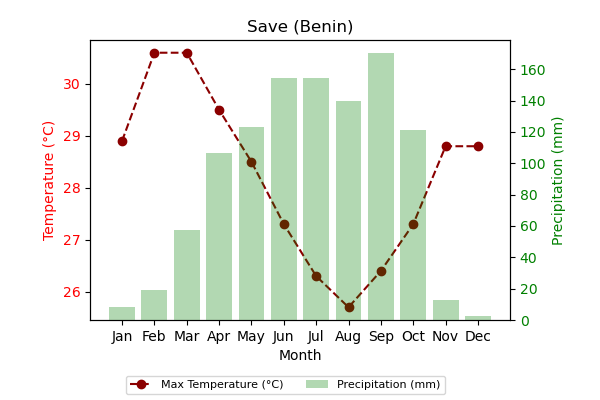 Save (Benin)
Temperature (°C)
30
29
28
27
26
160
140
120
100
80
60
40
20
0
Precipitation (mm)
Jan Feb Mar Apr May Jun Jul Aug Sep Oct Nov Dec
Month
Max Temperature (°C) Precipitation (mm)